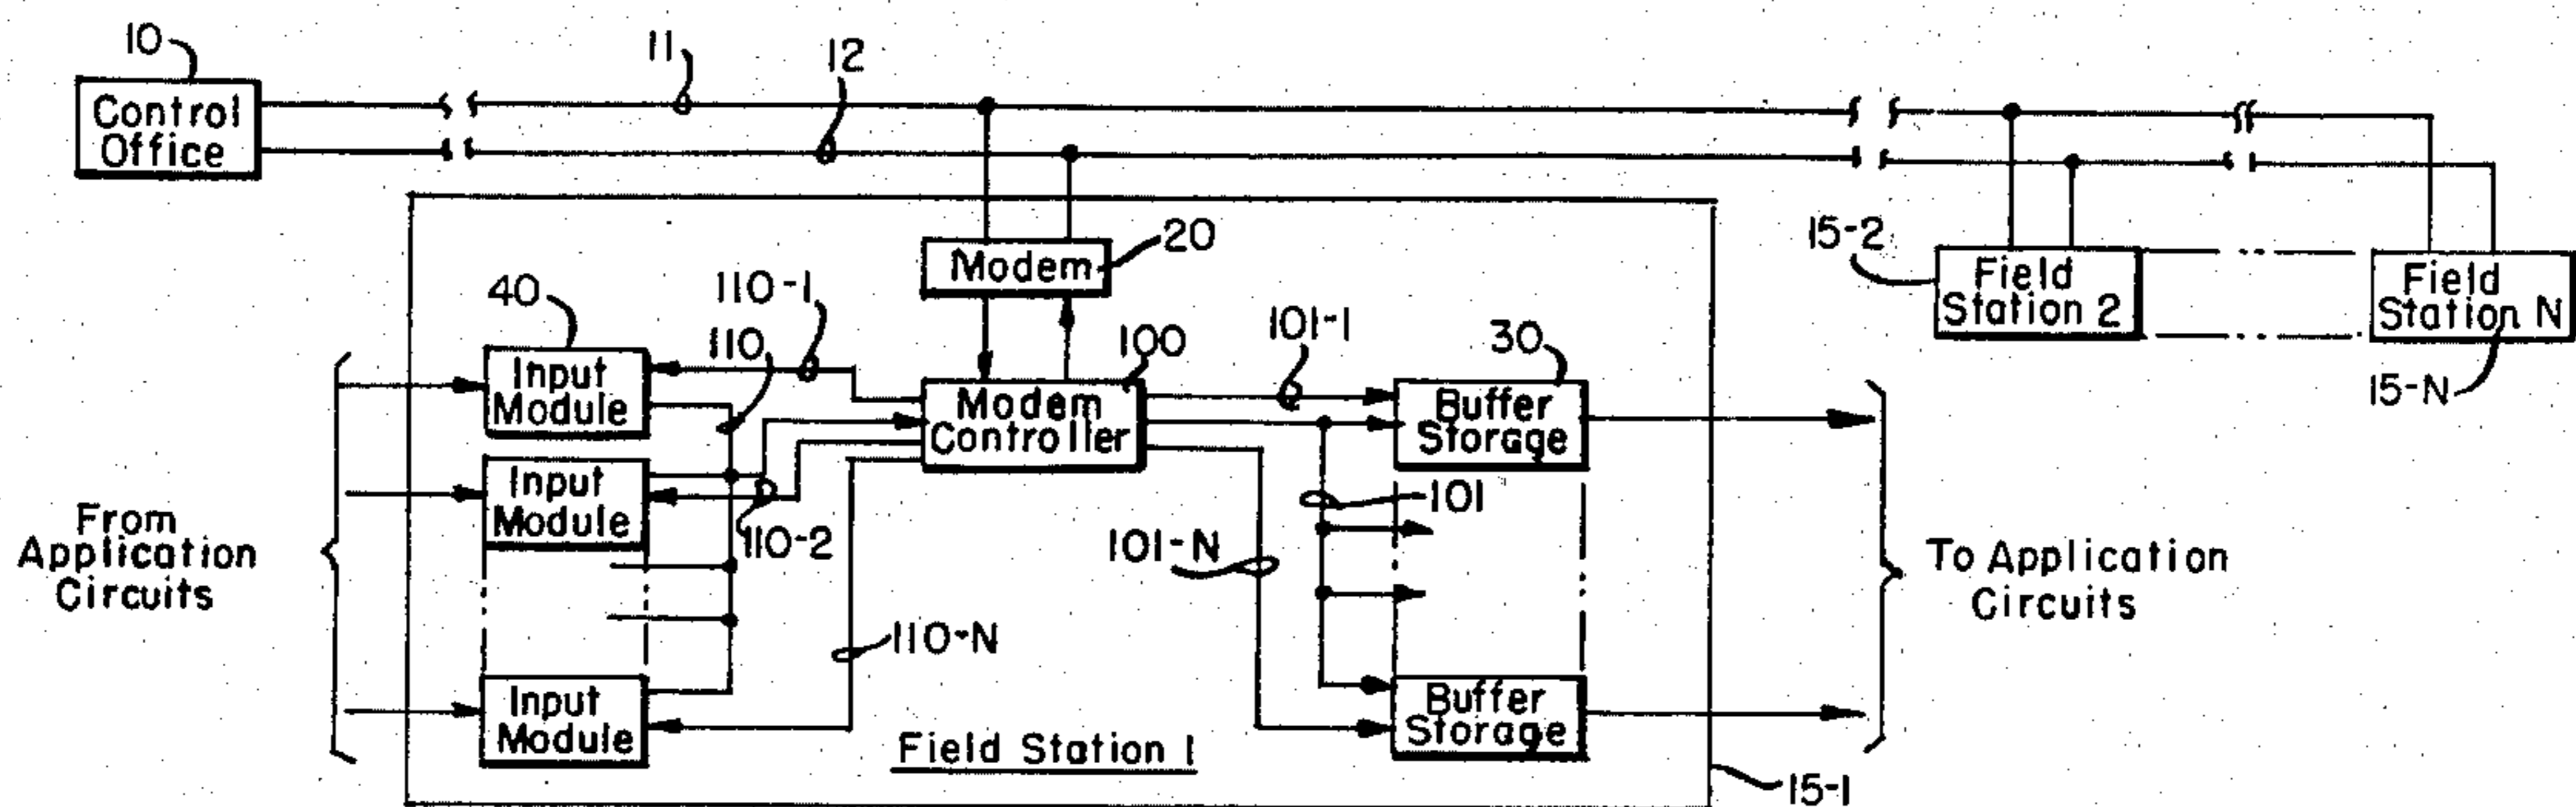 10
11
12
Control
Office
20
Modem
15-2
Field
Station 2
Field
Station N
15-N
40
110-1
110
100
101-1
30
Input
Module
Modem
Controller
Buffer
Storage
Input
Module
110-2
101-N
101
From
Application
Circuits
To Application
Circuits
110-N
Input
Module
Buffer
Storage
Field Station 1
15-1